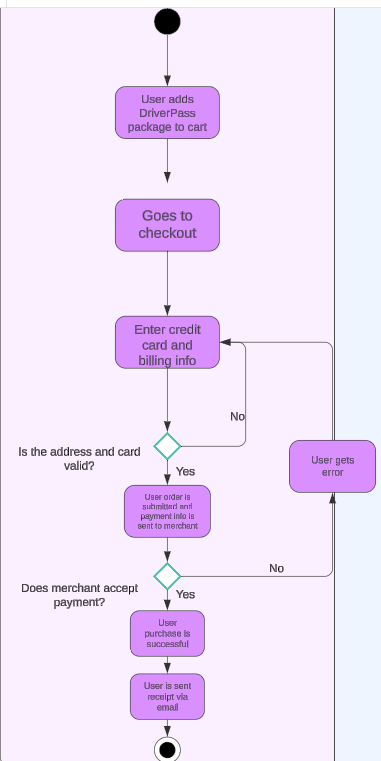 User adds
DriverPass
package to cart
Goes to
checkout
Enter credit
card and
billing info
No
Is the address and card
valid?
Yes
User gets
error
User order is
submitted and
payment info is
sent to merchant
No
Does merchant accept
payment?
Yes
User
purchase is
successful
User is sent
receipt via
email